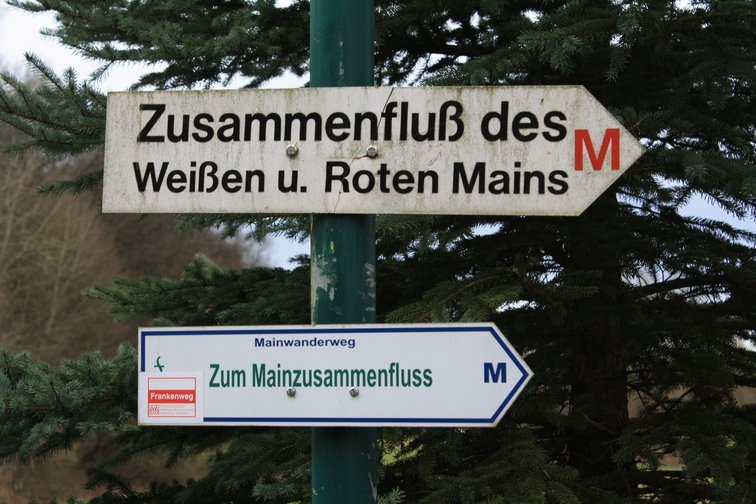 Zusammenfluß des
Weißen u. Roten Mains
M
Mainwanderweg
Zum Mainzusammenfluss
M
Frankenweg